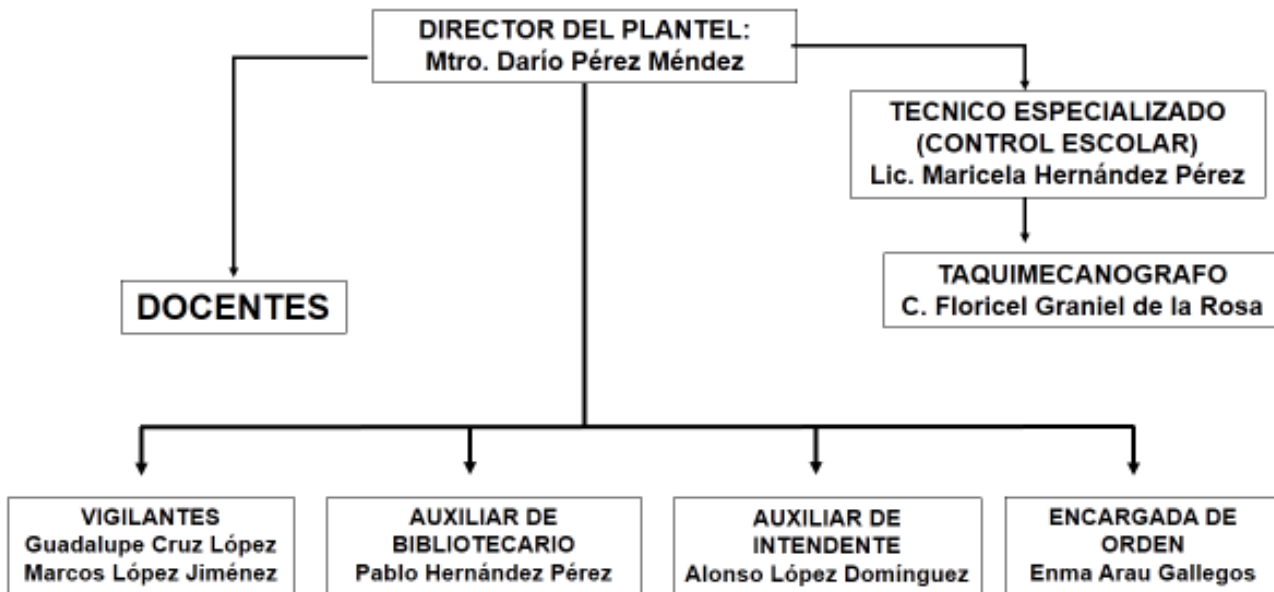 DIRECTOR DEL PLANTEL:
Mtro. Darío Pérez Méndez
TECNICO ESPECIALIZADO
(CONTROL ESCOLAR)
Lic. Maricela Hernández Pérez
TAQUIMECANOGRAFO
C. Floricel Graniel de la Rosa
DOCENTES
VIGILANTES
Guadalupe Cruz López
Marcos López Jiménez
AUXILIAR DE
BIBLIOTECARIO
Pablo Hernández Pérez
AUXILIAR DE
INTENDENTE
Alonso López Domínguez
ENCARGADA DE
ORDEN
Enma Arau Gallegos